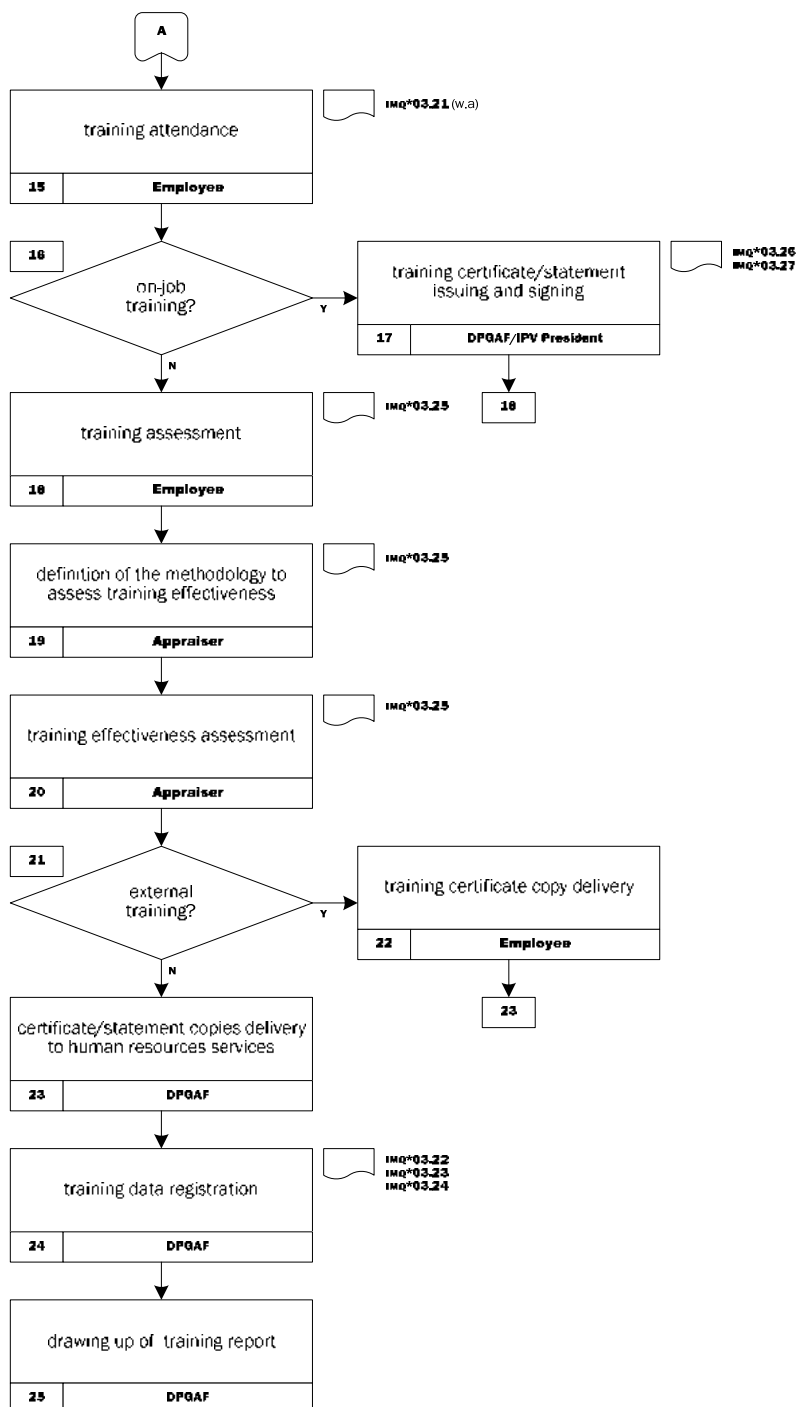 A
training attendance
IMQ*03.21 (w.a)
15 Employee
16
on-job
training?
Y
N
training certificate/statement
issuing and signing
IMQ*03.26
IMQ*03.27
17 DPGAF/IPV President
18
training assessment
IMQ*03.25
18 Employee
definition of the methodology to
assess training effectiveness
IMQ*03.25
19 Appraiser
training effectiveness assessment
IMQ*03.25
20 Appraiser
21
external
training?
Y
N
training certificate copy delivery
22 Employee
23
certificate/statement copies delivery
to human resources services
23 DPGAF
training data registration
IMQ*03.22
IMQ*03.23
IMQ*03.24
24 DPGAF
drawing up of training report
25 DPGAF